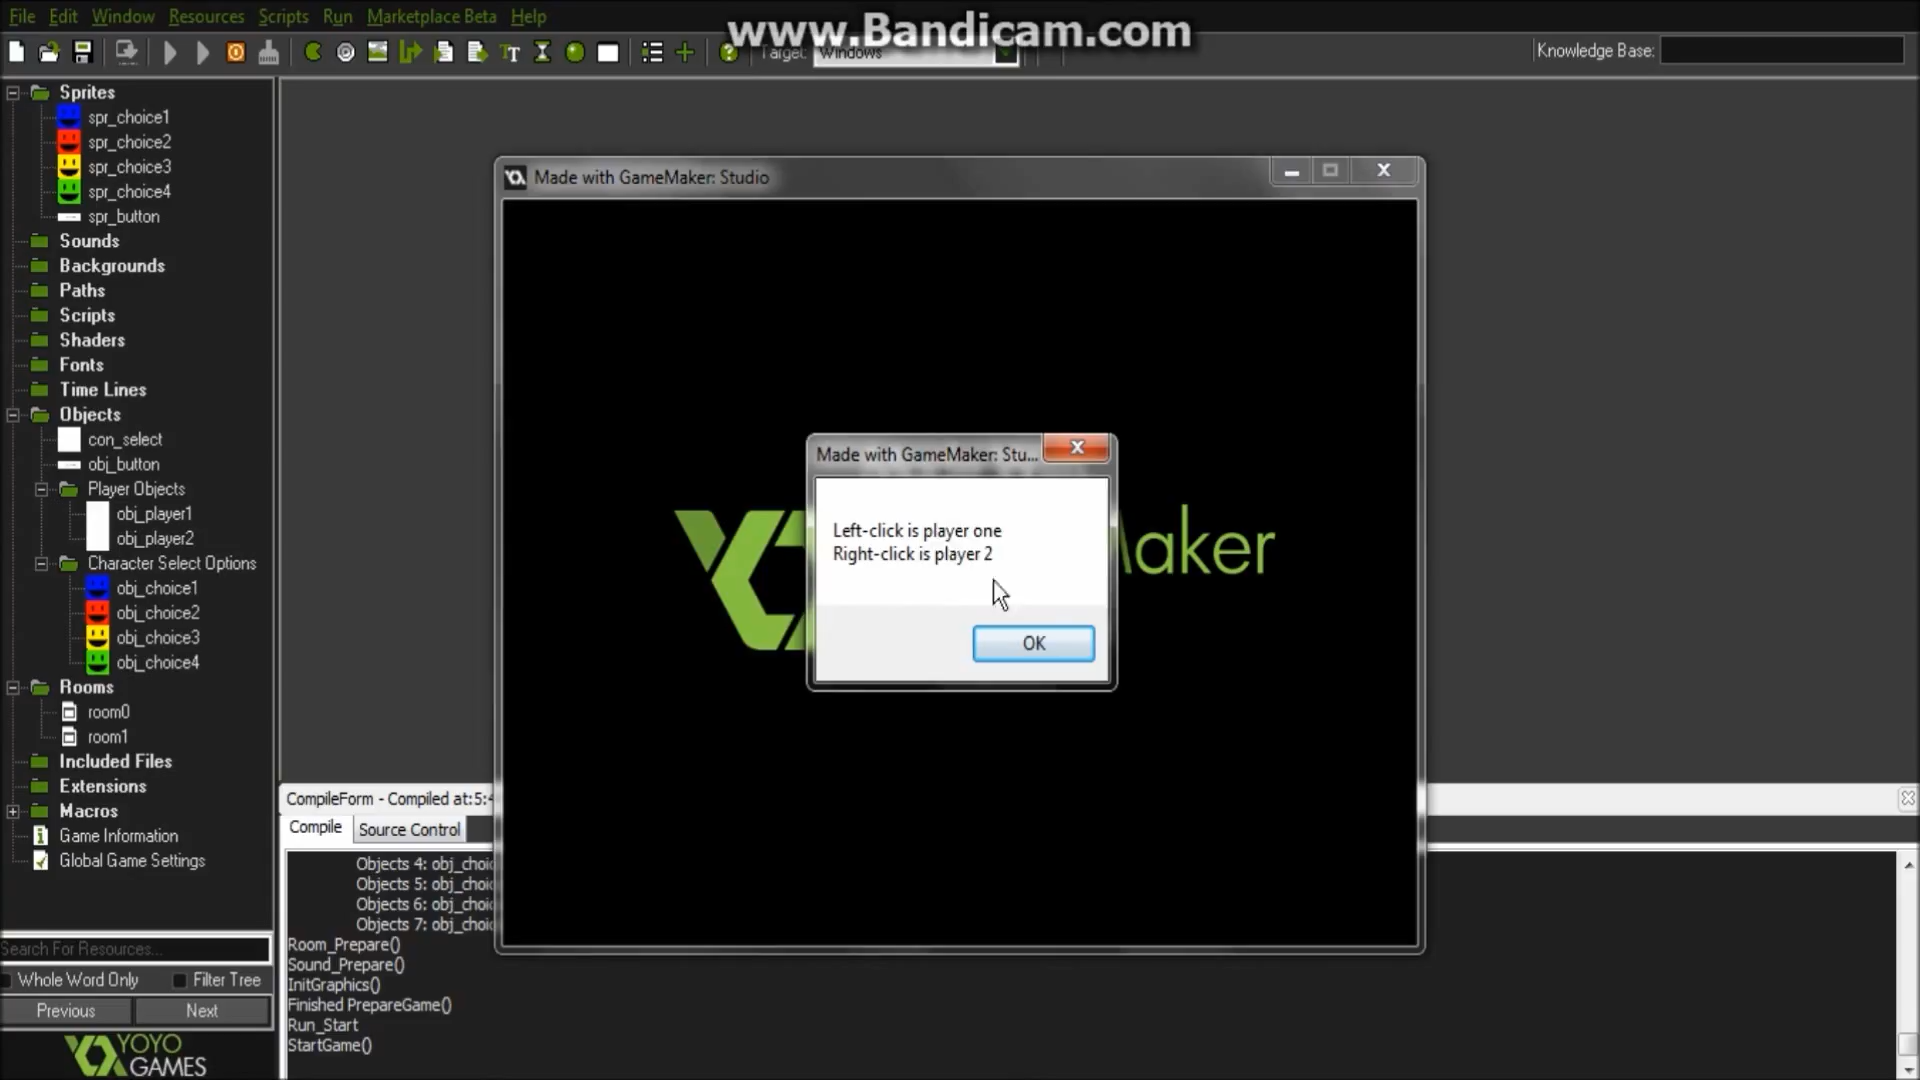 File Edit Window Resources Scripts Run Marketplace Beta Help
www.Bandicam.com
Target: Windows
Knowledge Base:
Sprites
spr_choice1
spr_choice2
spr_choice3
spr_choice4
spr_button
Sounds
Backgrounds
Paths
Scripts
Shaders
Fonts
Time Lines
Objects
con_select
obj_button
Player Objects
obj_player1
obj_player2
Character Select Options
obj_choice1
obj_choice2
obj_choice3
obj_choice4
Rooms
room0
room1
Included Files
Extensions
Macros
Game Information
Global Game Settings
Search For Resources...
Whole Word Only Filter Tree
Previous Next
YOYO
GAMES
Made with GameMaker: Studio
aker
Made with GameMaker: Stu...
Left-click is player one
Right-click is player 2
OK
CompileForm - Compiled at:5:4
Compile Source Control
Objects 4: obj_choic
Objects 5: obj_choic
Objects 6: obj_choic
Objects 7: obj_choic
Room_Prepare()
Sound_Prepare()
InitGraphics()
Finished PrepareGame()
Run_Start
StartGame()